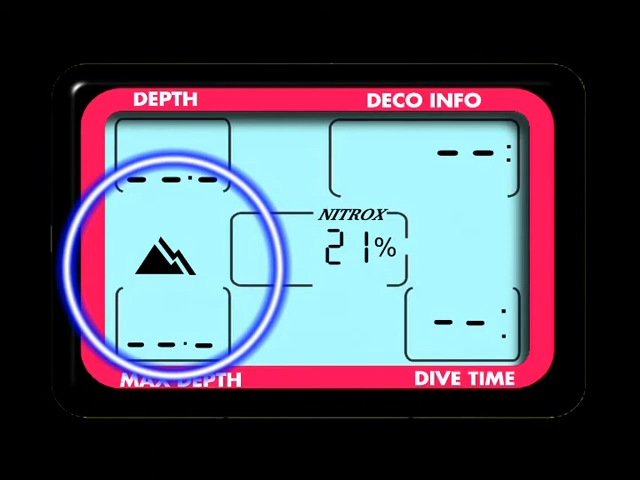 DEPTH DECO INFO
-- -.- -- --:
NITROX
21%
-- -.- -- --:
MAX DEPTH DIVE TIME